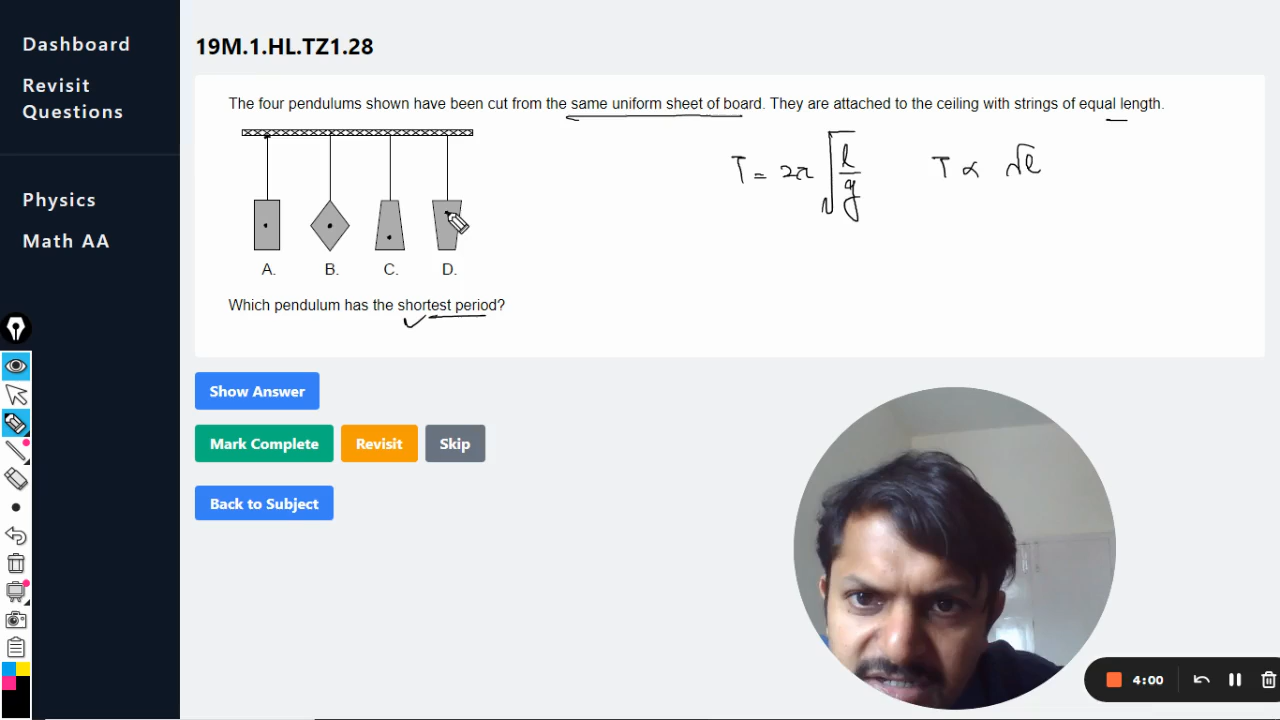 Dashboard
Revisit
Questions
Physics
Math AA
19M.1.HL.TZ1.28
The four pendulums shown have been cut from the same uniform sheet of board. They are attached to the ceiling with strings of equal length.
T = 2π √(l/g)
T ∝ √l
A. B. C. D.
Which pendulum has the shortest period?
Show Answer
Mark Complete Revisit Skip
Back to Subject
4:00